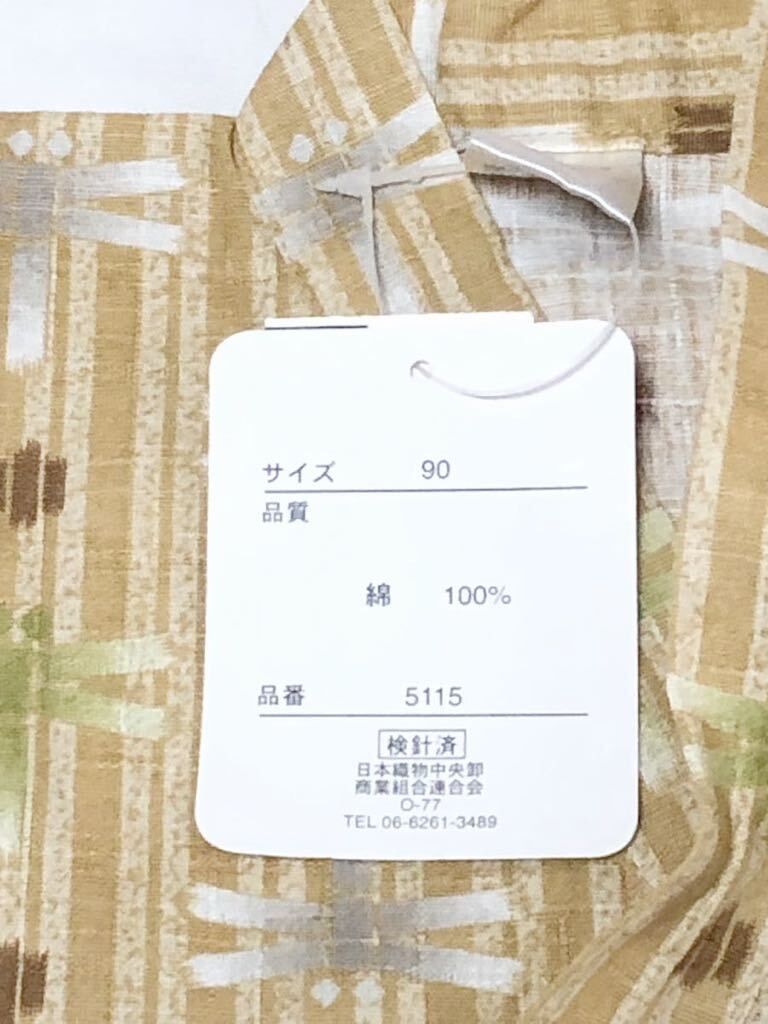 サイズ 90
品質
綿 100%
品番 5115
検針済
日本織物中央卸
商業組合連合会
O-77
TEL 06-6261-3489